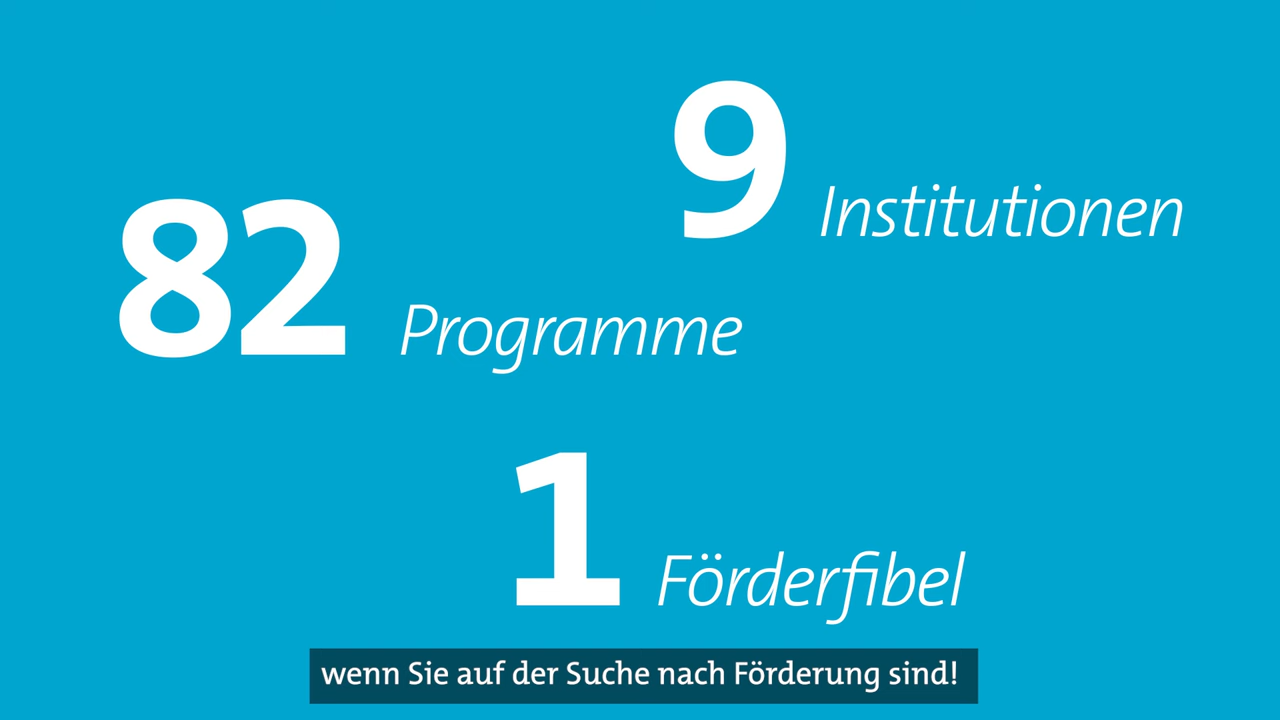 9 Institutionen
82 Programme
1 Förderfibel
wenn Sie auf der Suche nach Förderung sind!